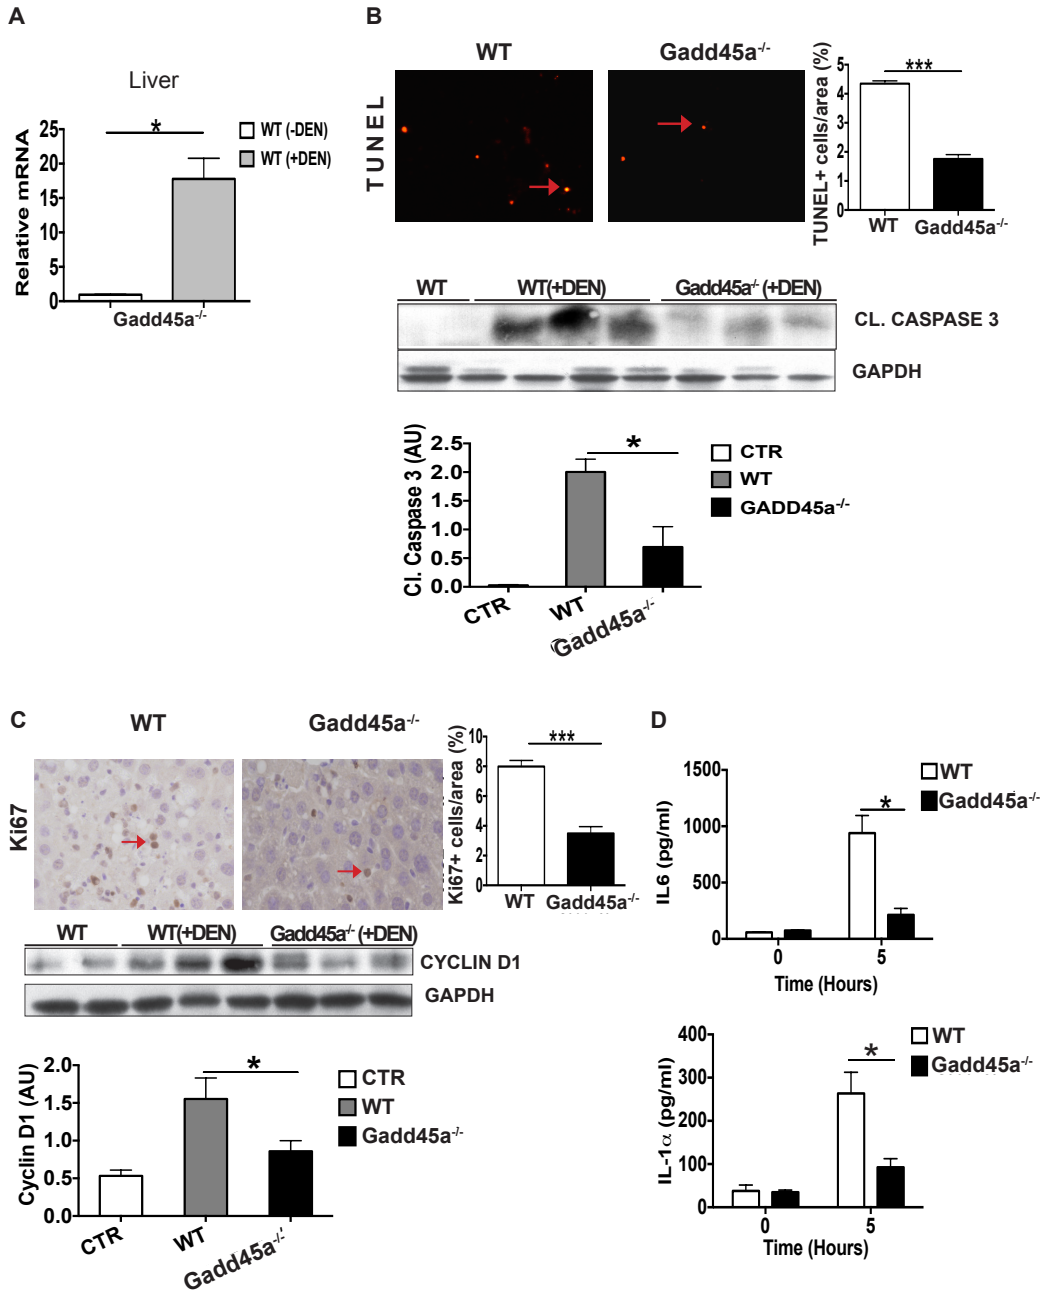 A
Liver
*
Relative mRNA
25
20
15
10
5
0
Gadd45a-/-
WT (-DEN)
WT (+DEN)
B
WT
Gadd45a-/-
TUNEL
TUNEL+ cells/area (%)
***
5
4
3
2
1
0
WT
Gadd45a-/-
WT
WT(+DEN)
Gadd45a-/- (+DEN)
CL. CASPASE 3
GAPDH
Cl. Caspase 3 (AU)
2.5
2.0
1.5
1.0
0.5
0.0
*
CTR
WT
Gadd45a-/-
CTR
WT
GADD45a-/-
C
WT
Gadd45a-/-
Ki67
Ki67+ cells/area (%)
***
10
8
6
4
2
0
WT
Gadd45a-/-
WT
WT(+DEN)
Gadd45a-/- (+DEN)
CYCLIN D1
GAPDH
Cyclin D1 (AU)
2.0
1.5
1.0
0.5
0.0
*
CTR
WT
Gadd45a-/-
CTR
WT
Gadd45a-/-
D
IL6 (pg/ml)
1500
1000
500
0
*
WT
Gadd45a-/-
0
5
Time (Hours)
IL-1α (pg/ml)
400
300
200
100
0
*
WT
Gadd45a-/-
0
5
Time (Hours)